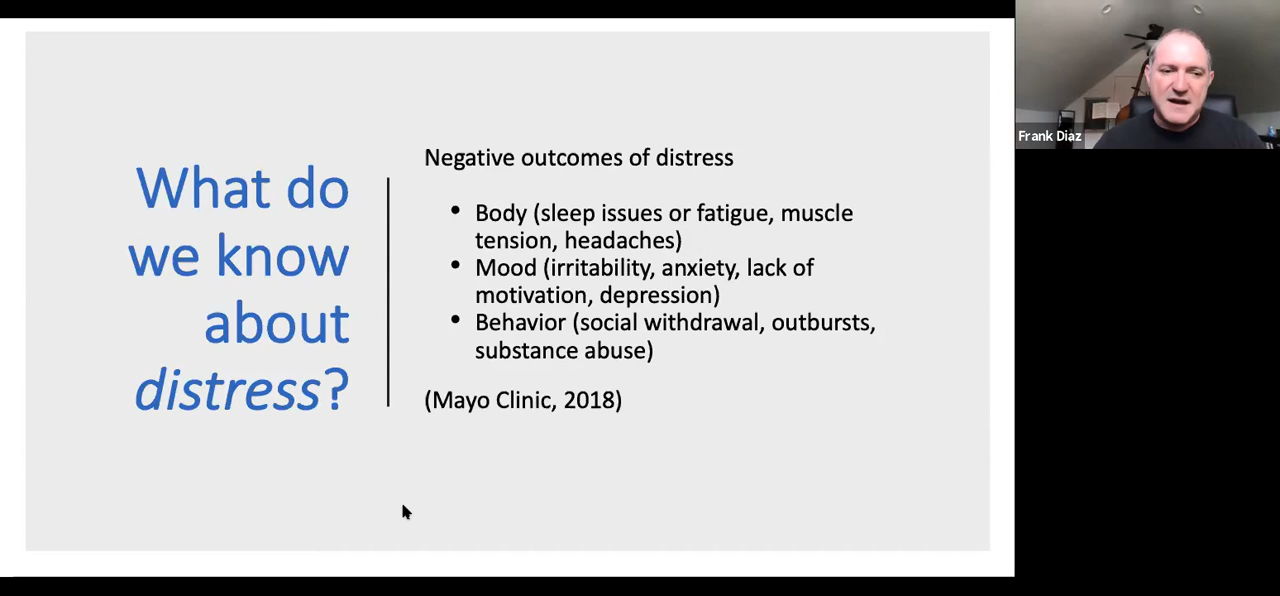 What do
we know
about
distress?
Negative outcomes of distress
• Body (sleep issues or fatigue, muscle
tension, headaches)
• Mood (irritability, anxiety, lack of
motivation, depression)
• Behavior (social withdrawal, outbursts,
substance abuse)
(Mayo Clinic, 2018)
Frank Diaz